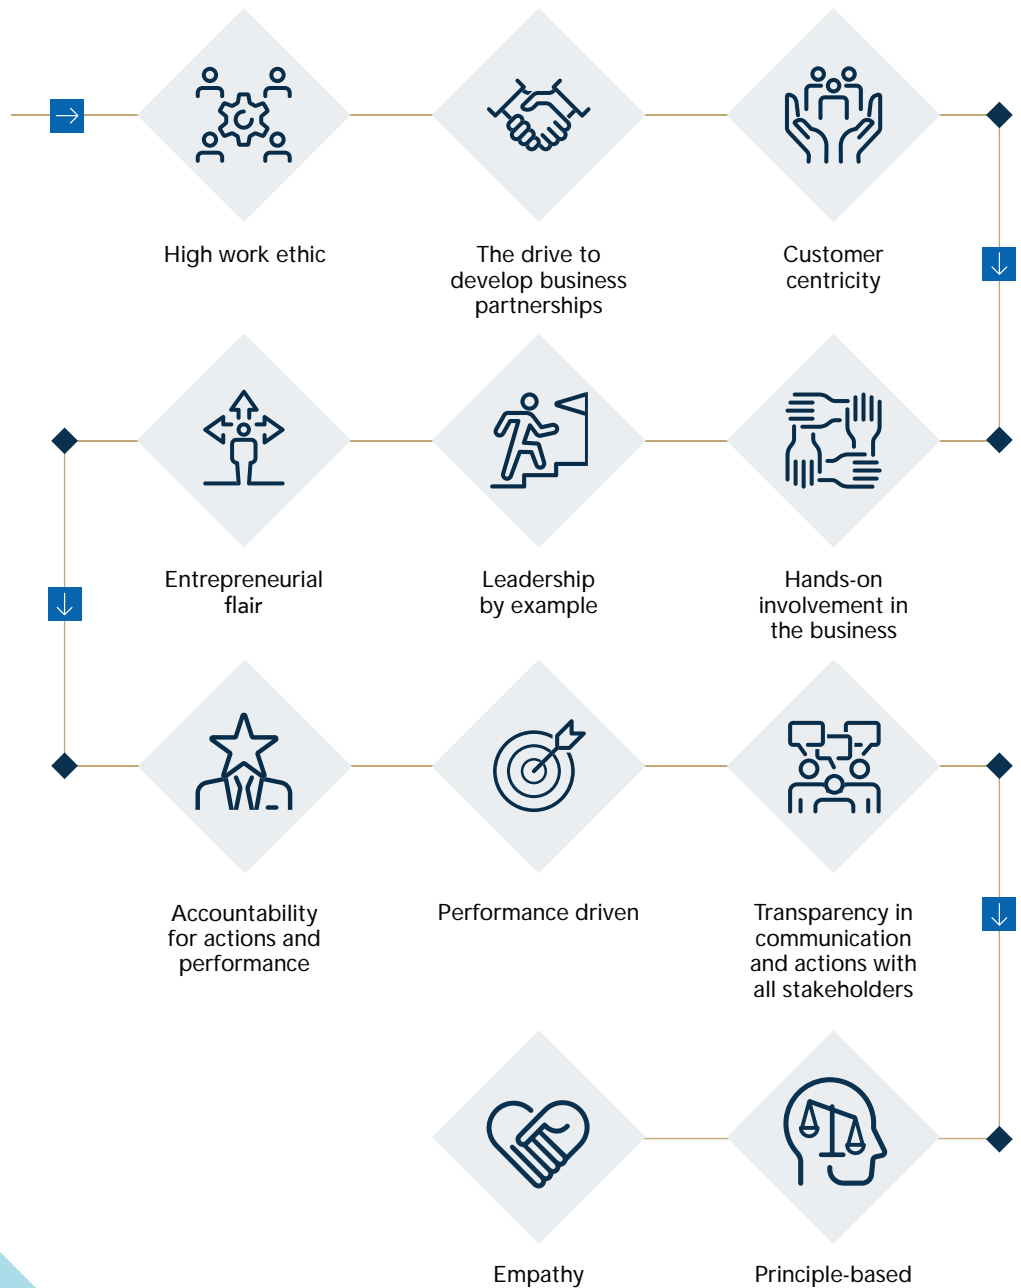 High work ethic
The drive to
develop business
partnerships
Customer
centricity
Entrepreneurial
flair
Leadership
by example
Hands-on
involvement in
the business
Accountability
for actions and
performance
Performance driven
Transparency in
communication
and actions with
all stakeholders
Empathy
Principle-based